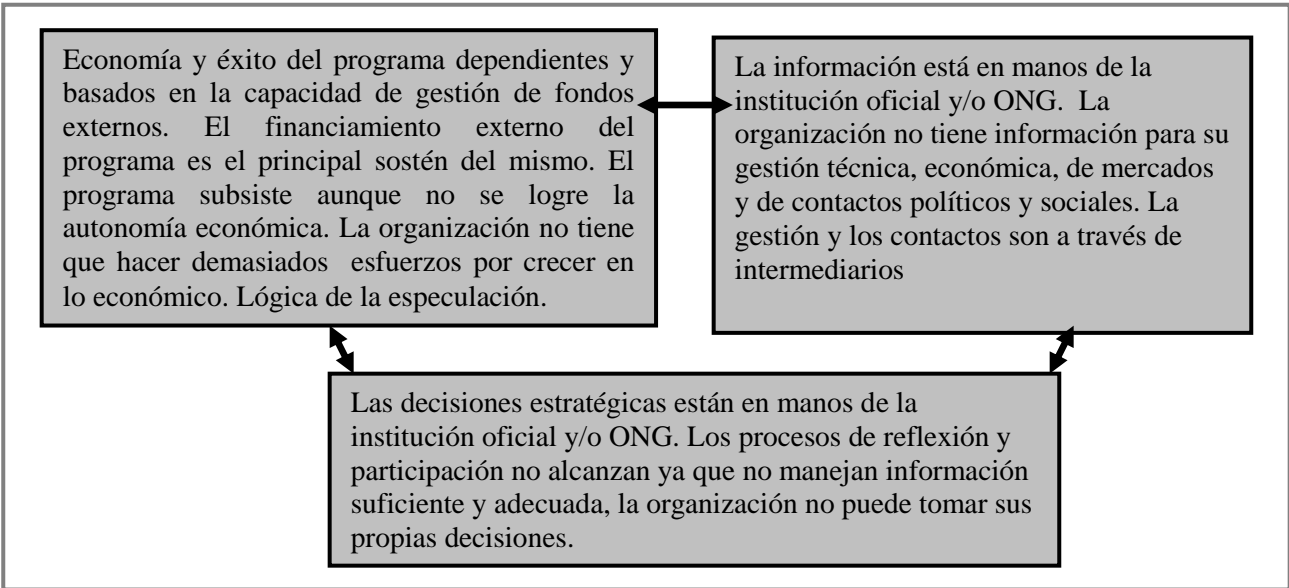 Economía y éxito del programa dependientes y
basados en la capacidad de gestión de fondos
externos. El financiamiento externo del
programa es el principal sostén del mismo. El
programa subsiste aunque no se logre la
autonomía económica. La organización no tiene
que hacer demasiados esfuerzos por crecer en
lo económico. Lógica de la especulación.
La información está en manos de la
institución oficial y/o ONG. La
organización no tiene información para su
gestión técnica, económica, de mercados
y de contactos políticos y sociales. La
gestión y los contactos son a través de
intermediarios
Las decisiones estratégicas están en manos de la
institución oficial y/o ONG. Los procesos de reflexión y
participación no alcanzan ya que no manejan información
suficiente y adecuada, la organización no puede tomar sus
propias decisiones.